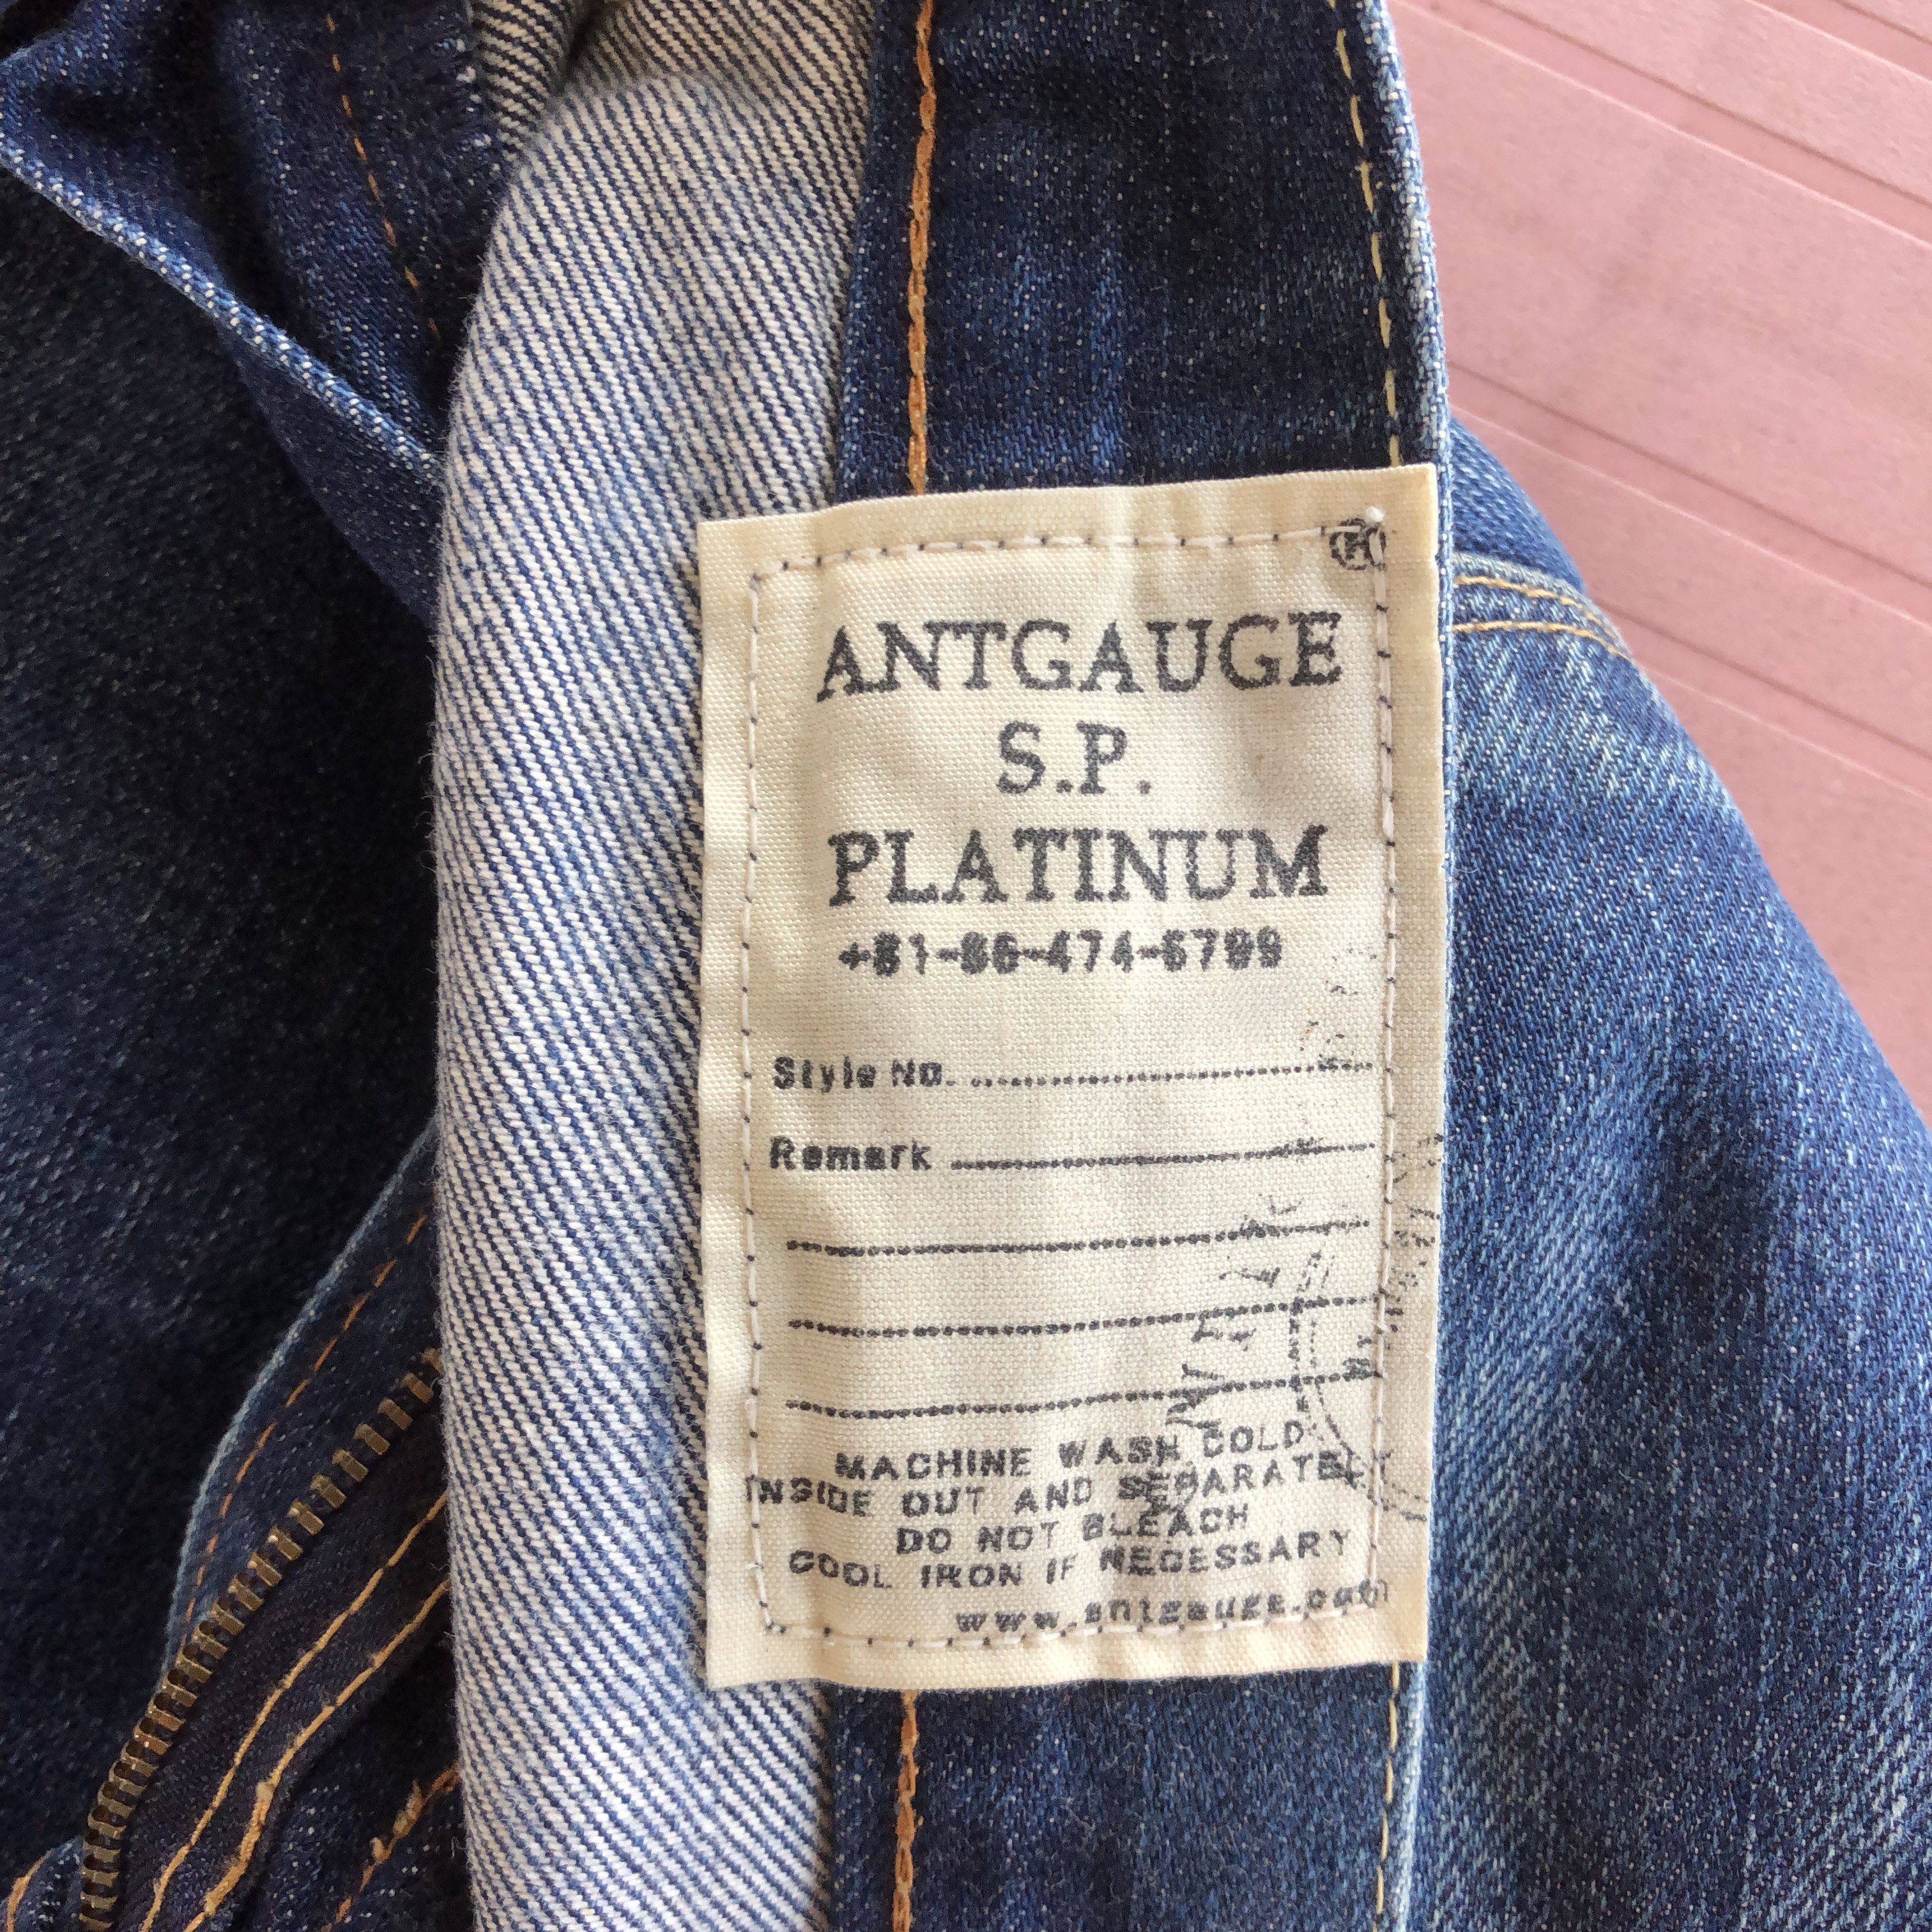 ®
ANTGAUGE
S.P.
PLATINUM
+81-86-474-6799
Style No.
Remark
MACHINE WASH COLD
INSIDE OUT AND SEPARATELY
DO NOT BLEACH
COOL IRON IF NECESSARY
www.antgauge.com